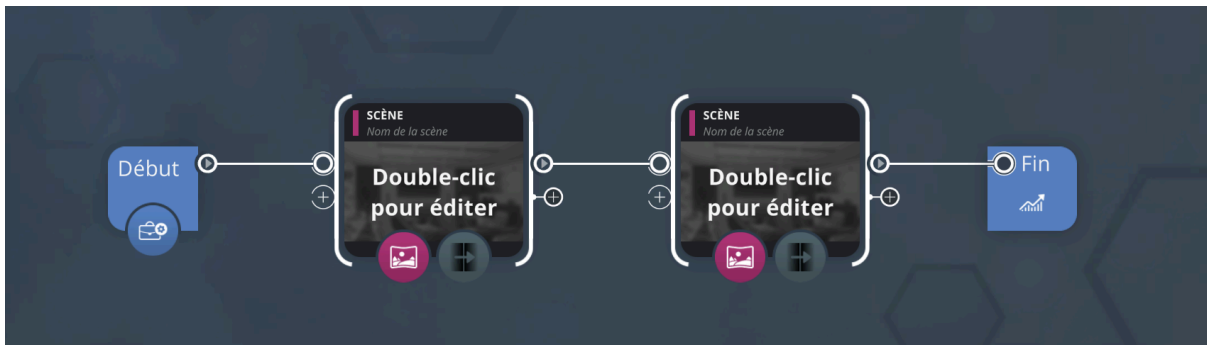 Début
SCÈNE
Nom de la scène
Double-clic
pour éditer
SCÈNE
Nom de la scène
Double-clic
pour éditer
Fin